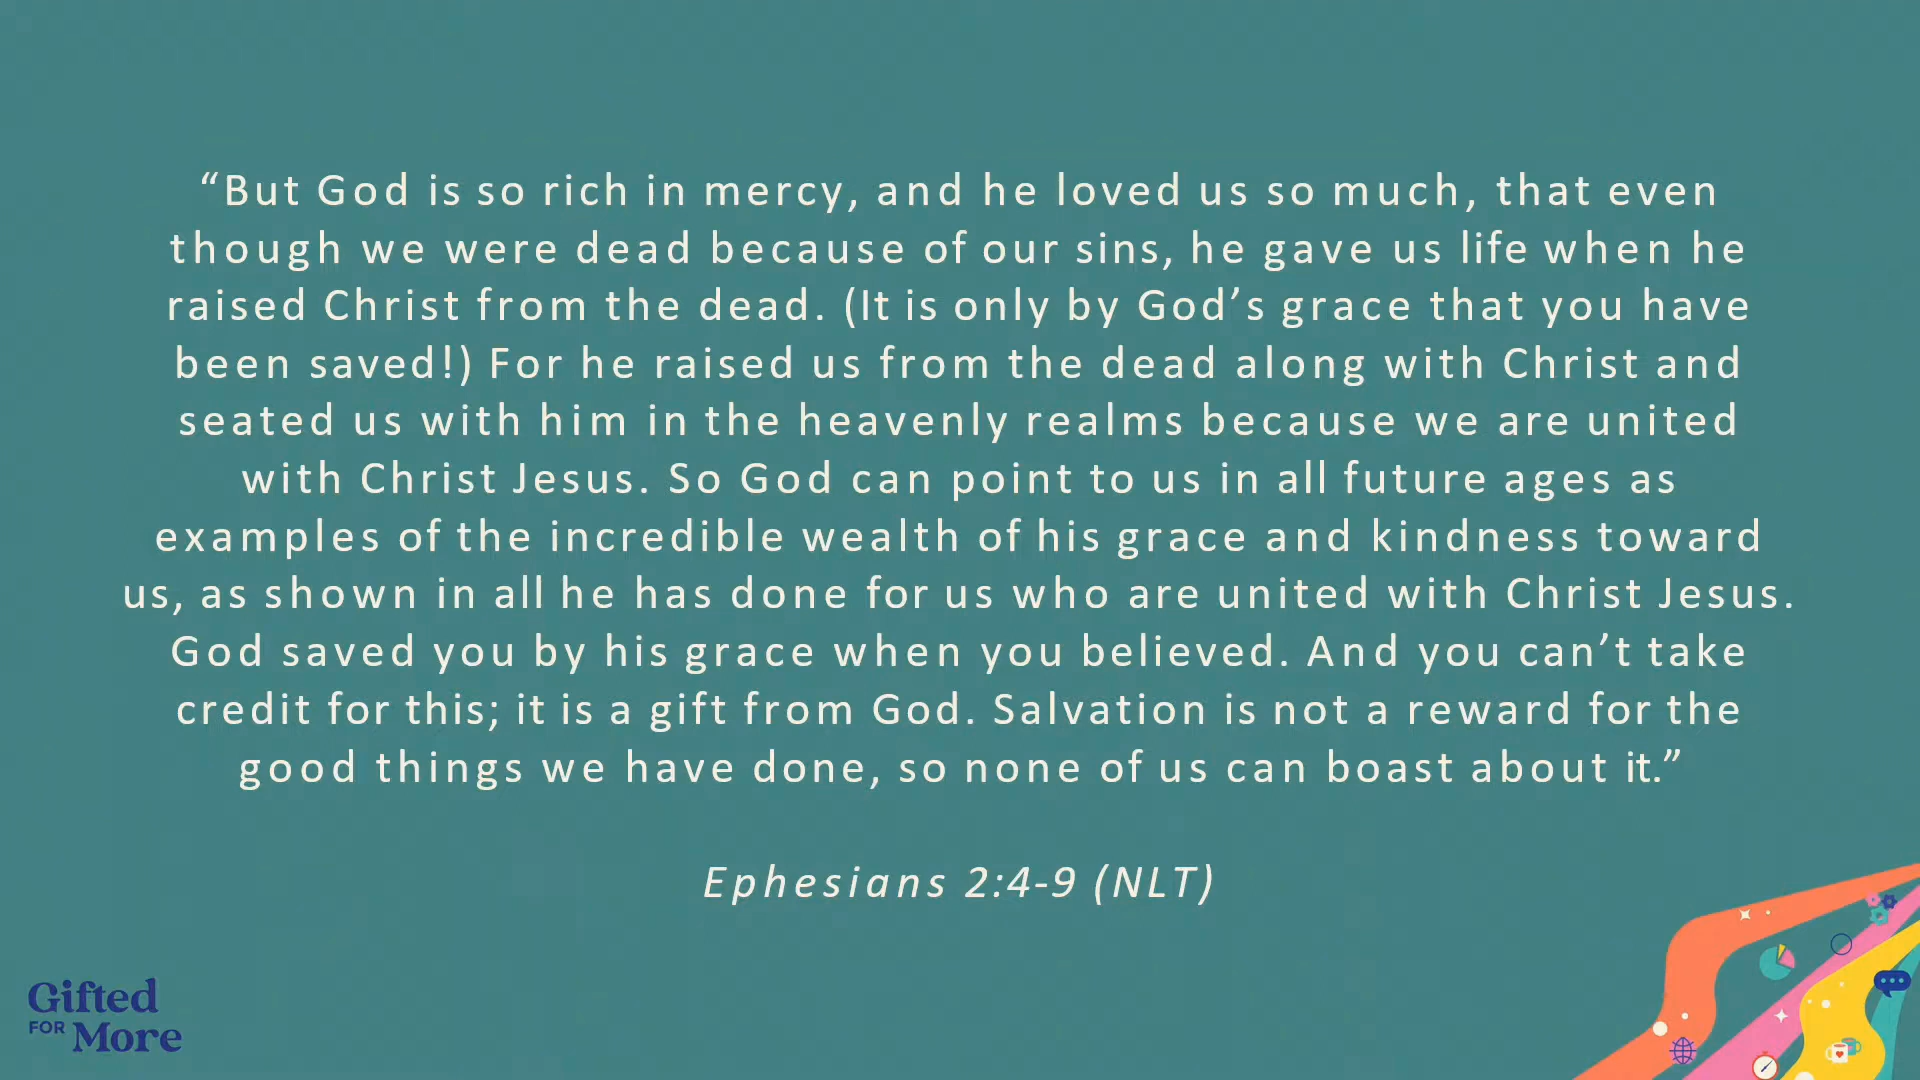 “But God is so rich in mercy, and he loved us so much, that even
though we were dead because of our sins, he gave us life when he
raised Christ from the dead. (It is only by God’s grace that you have
been saved!) For he raised us from the dead along with Christ and
seated us with him in the heavenly realms because we are united
with Christ Jesus. So God can point to us in all future ages as
examples of the incredible wealth of his grace and kindness toward
us, as shown in all he has done for us who are united with Christ Jesus.
God saved you by his grace when you believed. And you can’t take
credit for this; it is a gift from God. Salvation is not a reward for the
good things we have done, so none of us can boast about it.”
Ephesians 2:4-9 (NLT)
Gifted
FOR More